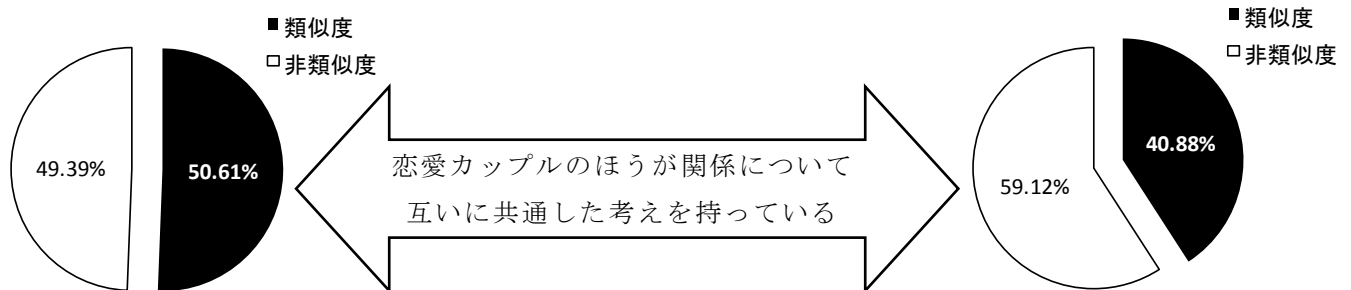 ■類似度
□非類似度
49.39%
50.61%
恋愛カップルのほうが関係について
互いに共通した考えを持っている
■類似度
□非類似度
40.88%
59.12%